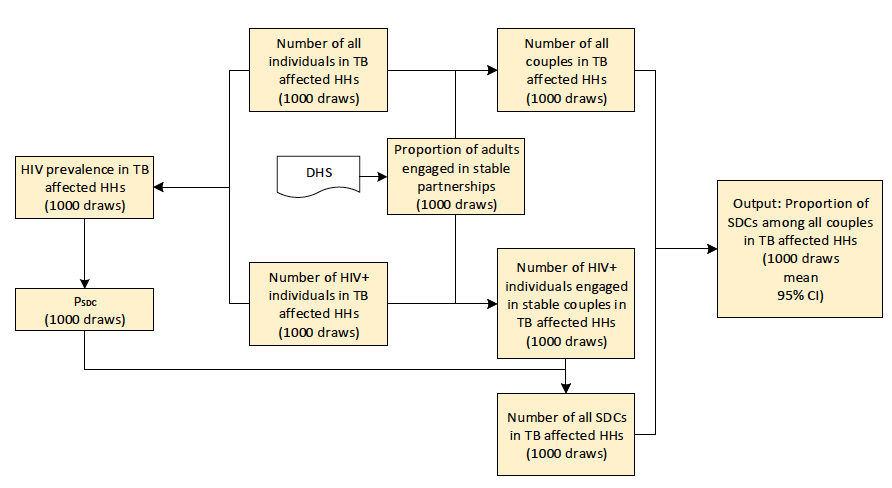 Number of all
individuals in TB
affected HHs
(1000 draws)
Number of all
couples in TB
affected HHs
(1000 draws)
HIV prevalence in TB
affected HHs
(1000 draws)
DHS
Proportion of adults
engaged in stable
partnerships
(1000 draws)
Output: Proportion of
SDCs among all couples
in TB affected HHs
(1000 draws
mean
95% CI)
Number of HIV+
individuals in TB
affected HHs
(1000 draws)
Number of HIV+
individuals engaged
in stable couples in
TB affected HHs
(1000 draws)
PSDC
(1000 draws)
Number of all SDCs
in TB affected HHs
(1000 draws)